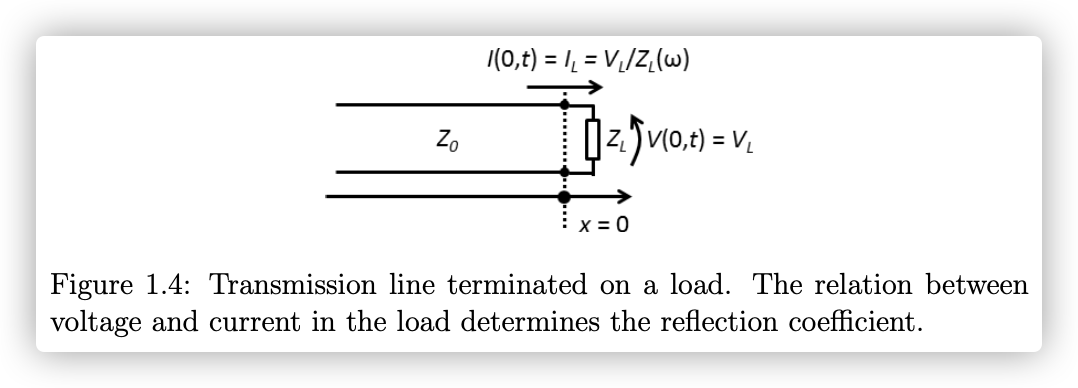 I(0,t) = I_L = V_L/Z_L(ω)
Z_0
Z_L
V(0,t) = V_L
x = 0
Figure 1.4: Transmission line terminated on a load. The relation between
voltage and current in the load determines the reflection coefficient.